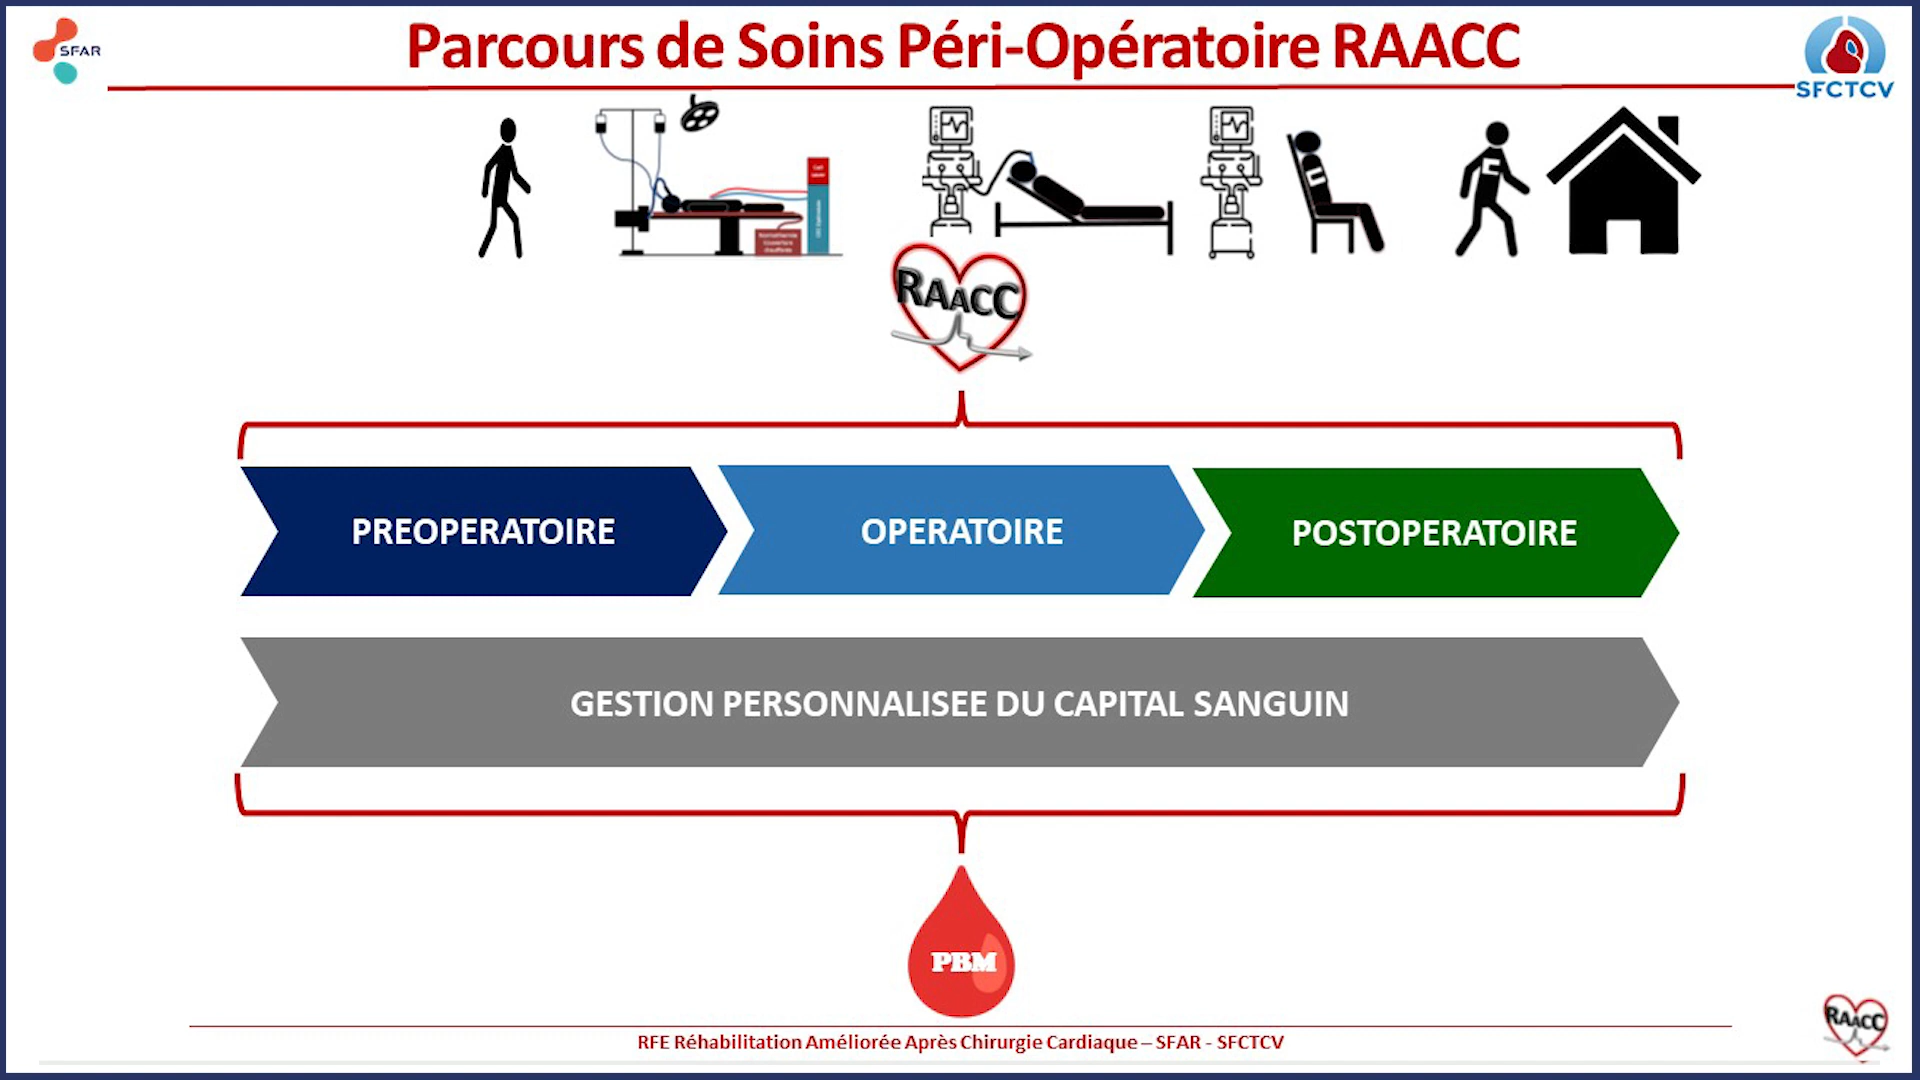 SFAR
Parcours de Soins Péri-Opératoire RAACC
SFCTCV
RAACC
PREOPERATOIRE
OPERATOIRE
POSTOPERATOIRE
GESTION PERSONNALISEE DU CAPITAL SANGUIN
PBM
RFE Réhabilitation Améliorée Après Chirurgie Cardiaque – SFAR - SFCTCV
RAACC